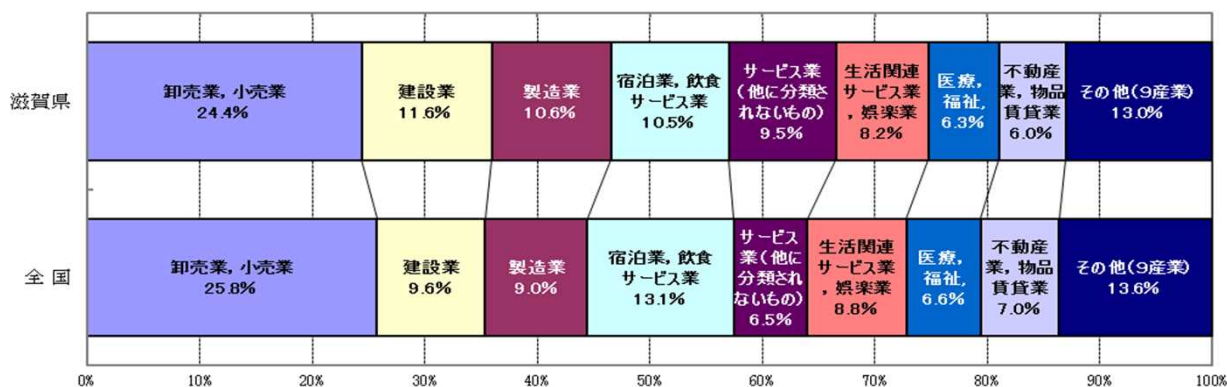 滋賀県
卸売業，小売業
24.4%
建設業
11.6%
製造業
10.6%
宿泊業，飲食
サービス業
10.5%
サービス業
(他に分類さ
れないもの)
9.5%
生活関連
サービス業
，娯楽業
8.2%
医療，
福祉，
6.3%
不動産
業，物品
賃貸業
6.0%
その他(9産業)
13.0%
全国
卸売業，小売業
25.8%
建設業
9.6%
製造業
9.0%
宿泊業，飲食
サービス業
13.1%
サービス
業(他に
分類され
ないもの)
6.5%
生活関連
サービス業
，娯楽業
8.8%
医療，
福祉，
6.6%
不動産
業，物品
賃貸業
7.0%
その他(9産業)
13.6%
0% 10% 20% 30% 40% 50% 60% 70% 80% 90% 100%